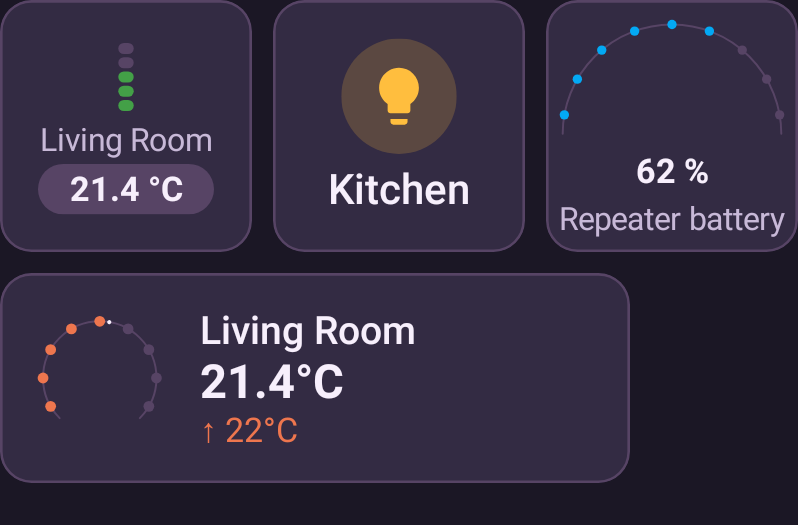 Living Room
21.4 °C
Kitchen
62 %
Repeater battery
Living Room
21.4°C
↑ 22°C